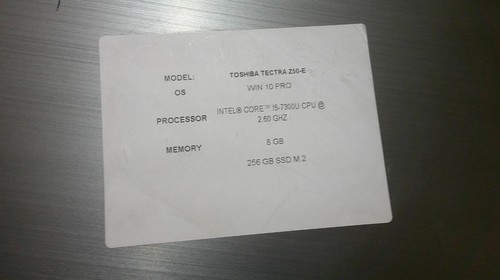 MODEL: TOSHIBA TECTRA Z50-E
OS WIN 10 PRO
PROCESSOR INTEL® CORE™ I5-7300U CPU @
2.60 GHZ
MEMORY 8 GB
256 GB SSD M.2